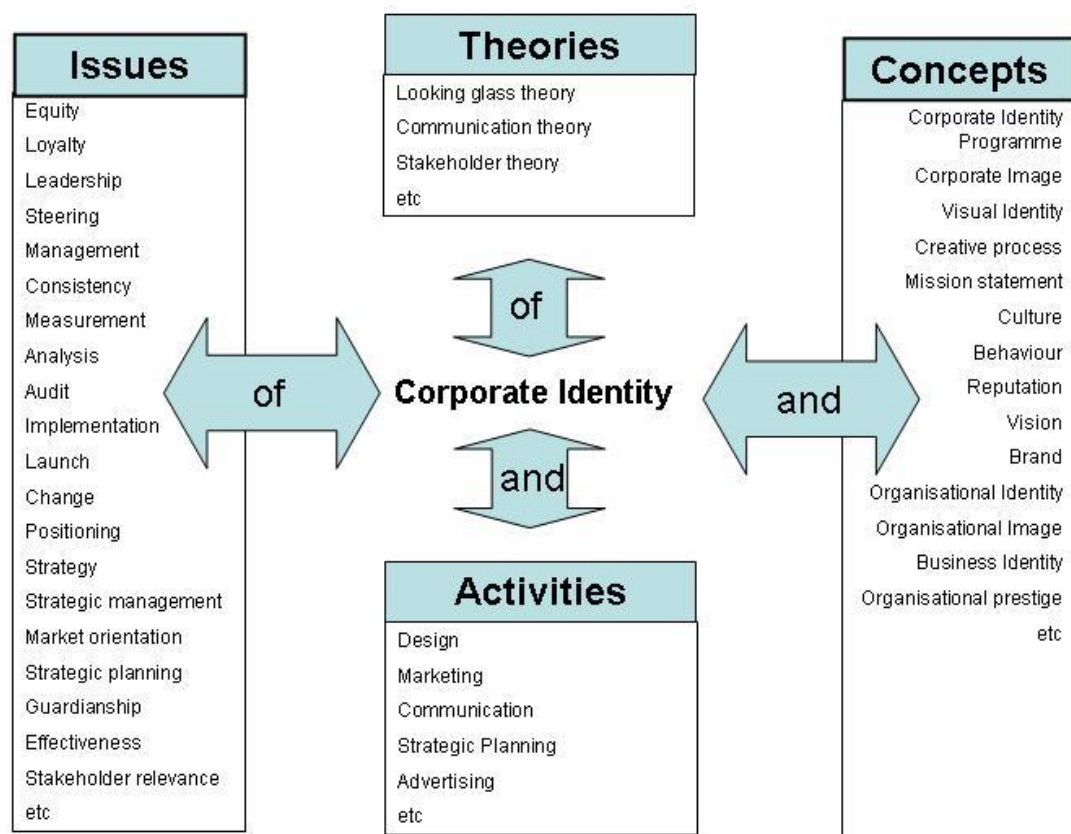 Issues
Equity
Loyalty
Leadership
Steering
Management
Consistency
Measurement
Analysis
Audit
Implementation
Launch
Change
Positioning
Strategy
Strategic management
Market orientation
Strategic planning
Guardianship
Effectiveness
Stakeholder relevance
etc
Theories
Looking glass theory
Communication theory
Stakeholder theory
etc
of
of
Corporate Identity
and
and
Activities
Design
Marketing
Communication
Strategic Planning
Advertising
etc
Concepts
Corporate Identity
Programme
Corporate Image
Visual Identity
Creative process
Mission statement
Culture
Behaviour
Reputation
Vision
Brand
Organisational Identity
Organisational Image
Business Identity
Organisational prestige
etc